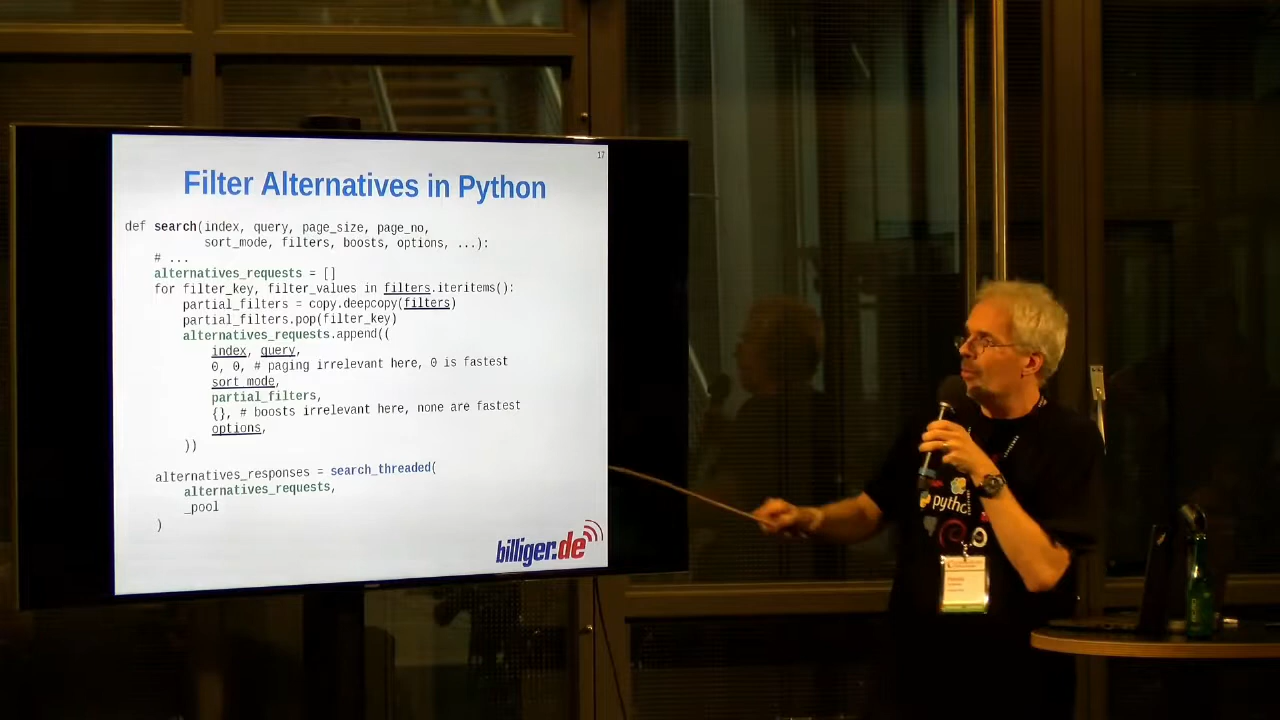 17
Filter Alternatives in Python
def search(index, query, page_size, page_no,
sort_mode, filters, boosts, options, ...):
# ...
alternatives_requests = []
for filter_key, filter_values in filters.iteritems():
partial_filters = copy.deepcopy(filters)
partial_filters.pop(filter_key)
alternatives_requests.append((
index, query,
0, 0, # paging irrelevant here, 0 is fastest
sort_mode,
partial_filters,
{}, # boosts irrelevant here, none are fastest
options,
))
alternatives_responses = search_threaded(
alternatives_requests,
_pool
)
billiger.de
python